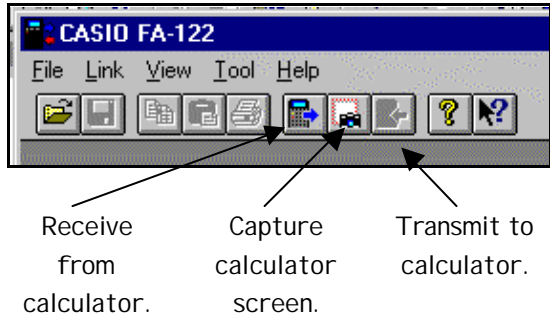 CASIO FA-122
File Link View Tool Help
Receive from calculator.
Capture calculator screen.
Transmit to calculator.